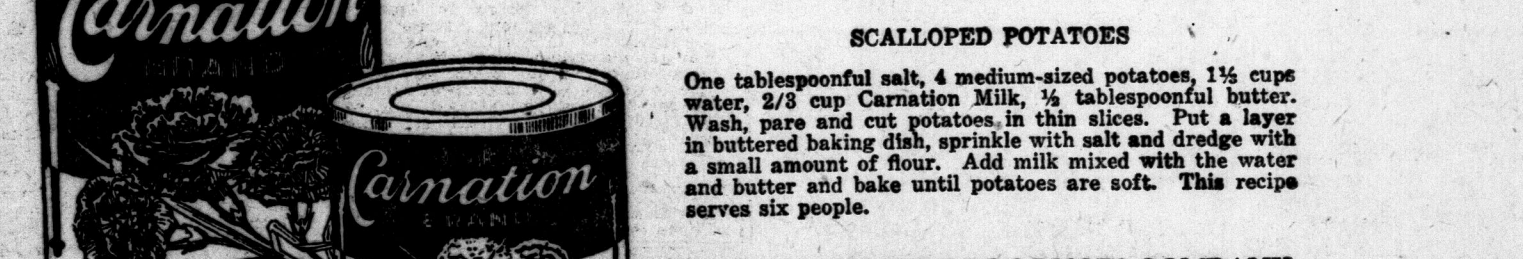 Carnation
BRAND
Carnation
BRAND
SCALLOPED POTATOES
One tablespoonful salt, 4 medium-sized potatoes, 1½ cups
water, 2/3 cup Carnation Milk, ½ tablespoonful butter.
Wash, pare and cut potatoes in thin slices. Put a layer
in buttered baking dish, sprinkle with salt and dredge with
a small amount of flour. Add milk mixed with the water
and butter and bake until potatoes are soft. This recipe
serves six people.